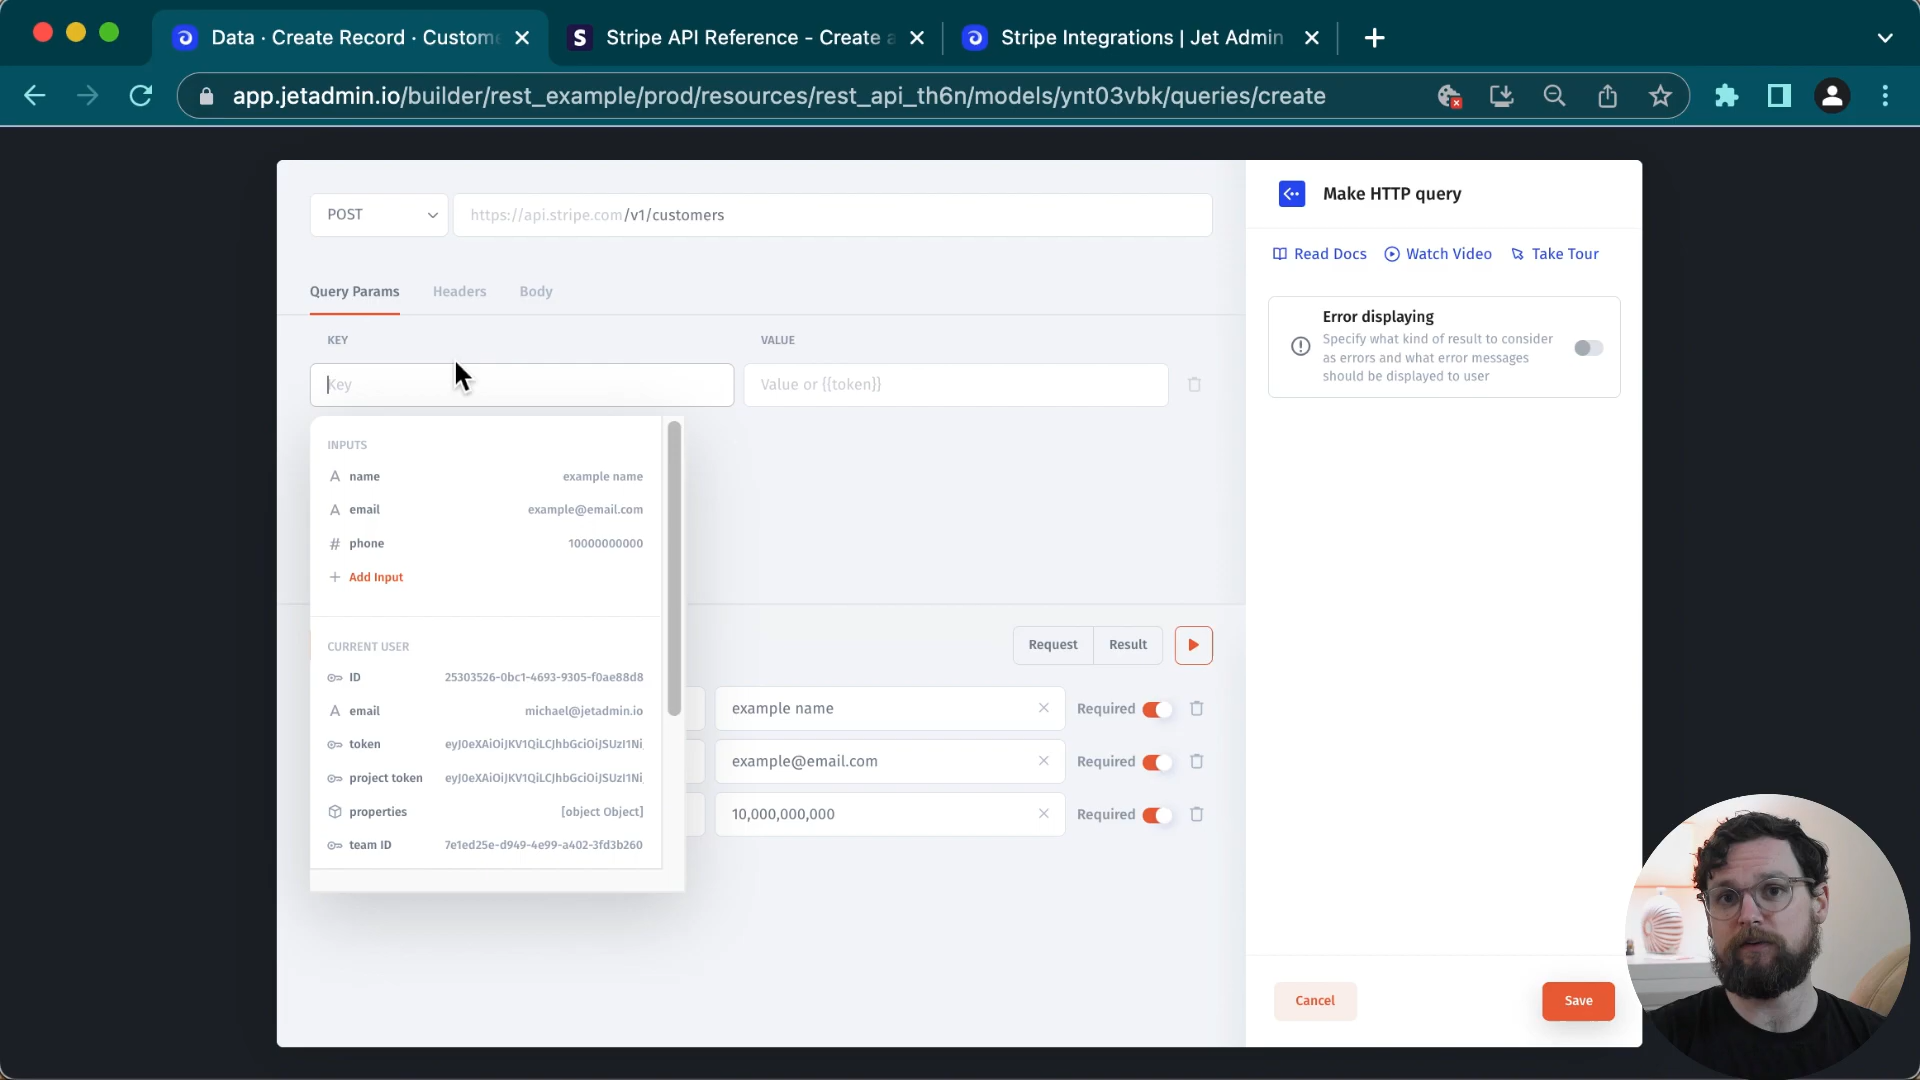 Data · Create Record · Custome
Stripe API Reference - Create a
Stripe Integrations | Jet Admin
app.jetadmin.io/builder/rest_example/prod/resources/rest_api_th6n/models/ynt03vbk/queries/create
POST
https://api.stripe.com/v1/customers
Make HTTP query
Read Docs
Watch Video
Take Tour
Query Params
Headers
Body
Error displaying
Specify what kind of result to consider
as errors and what error messages
should be displayed to user
KEY
VALUE
Key
Value or {{token}}
INPUTS
name
example name
email
example@email.com
phone
10000000000
Add Input
CURRENT USER
ID
25303526-0bc1-4693-9305-f0ae88d8
email
michael@jetadmin.io
token
eyJ0eXAiOiJKV1QiLCJhbGciOiJSUzI1Ni
project token
eyJ0eXAiOiJKV1QiLCJhbGciOiJSUzI1Ni
properties
[object Object]
team ID
7e1ed25e-d949-4e99-a402-3fd3b260
Request
Result
example name
Required
example@email.com
Required
10,000,000,000
Required
Cancel
Save